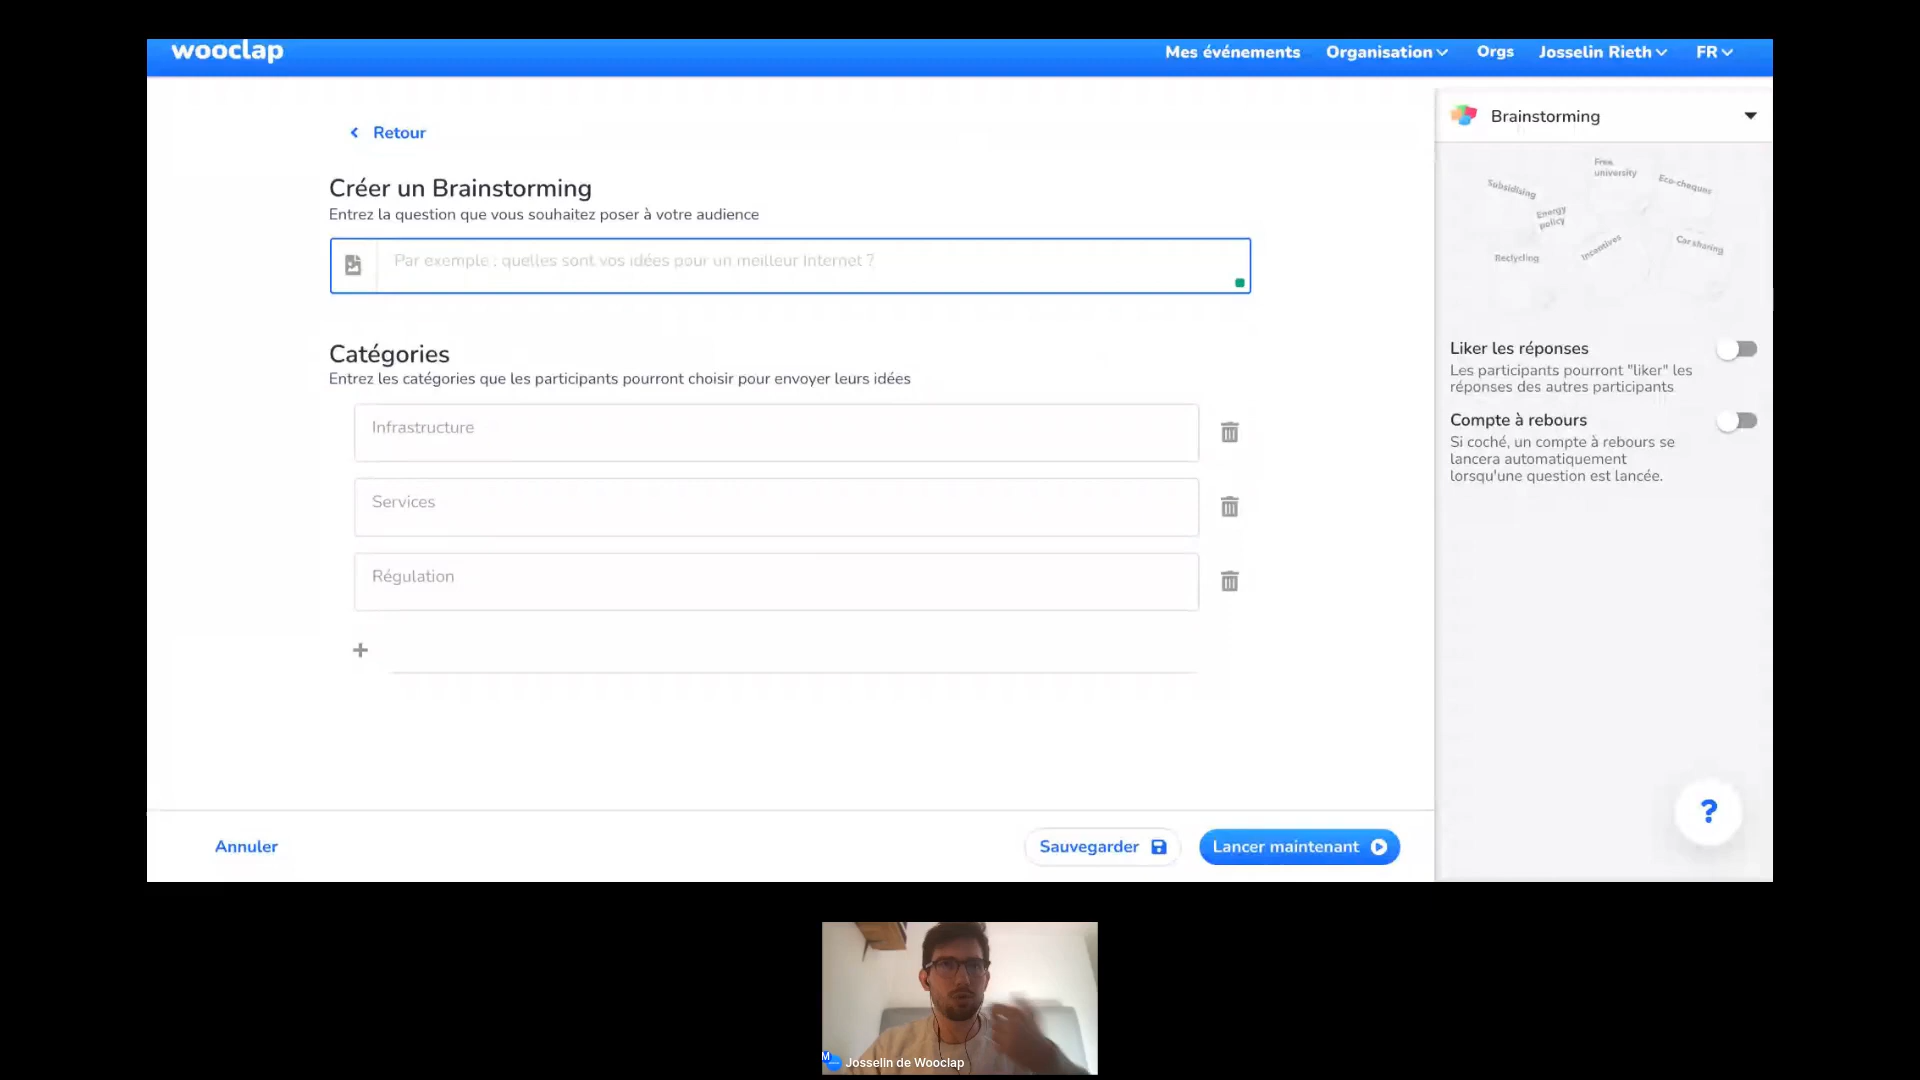 wooclap
Mes événements Organisation Orgs Josselin Rieth FR
Retour
Créer un Brainstorming
Entrez la question que vous souhaitez poser à votre audience
Par exemple : quelles sont vos idées pour un meilleur Internet ?
Catégories
Entrez les catégories que les participants pourront choisir pour envoyer leurs idées
Infrastructure
Services
Régulation
+
Annuler
Sauvegarder
Lancer maintenant
Brainstorming
Free
university
Subsidising
Eco-cheques
Energy
policy
Incentives
Car sharing
Reclycling
Liker les réponses
Les participants pourront "liker" les
réponses des autres participants
Compte à rebours
Si coché, un compte à rebours se
lancera automatiquement
lorsqu'une question est lancée.
?
M
Josselin de Wooclap